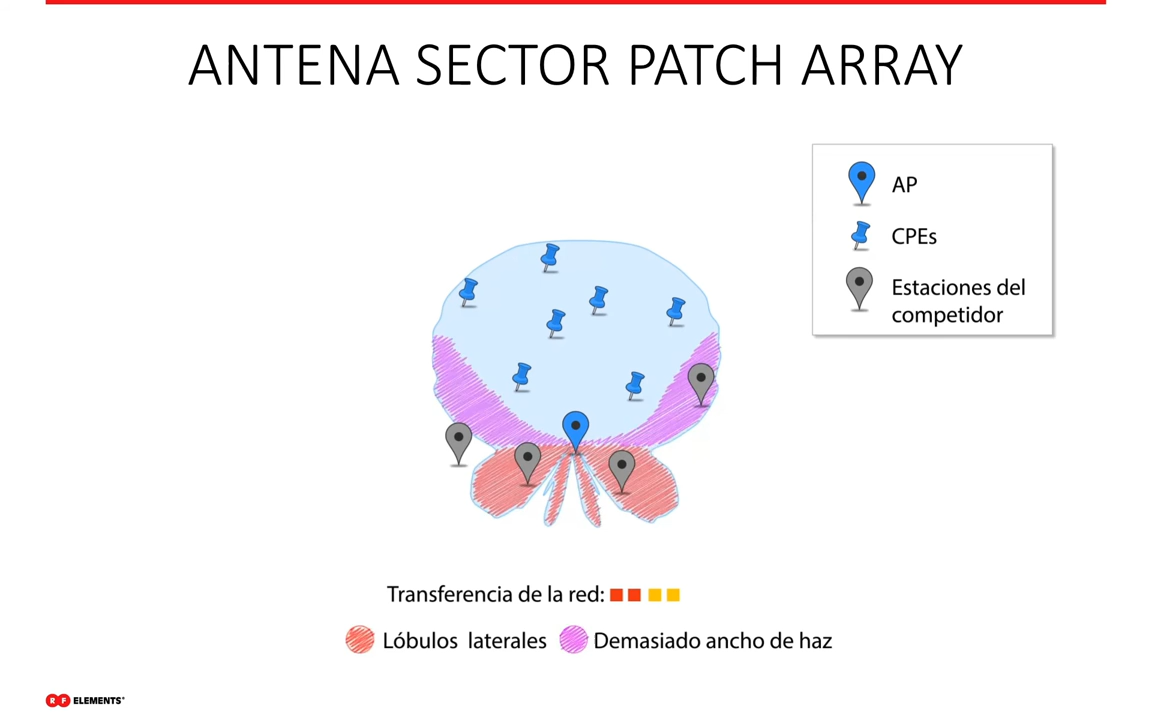 ANTENA SECTOR PATCH ARRAY
AP
CPEs
Estaciones del
competidor
Transferencia de la red:
Lóbulos laterales
Demasiado ancho de haz
RF ELEMENTS®